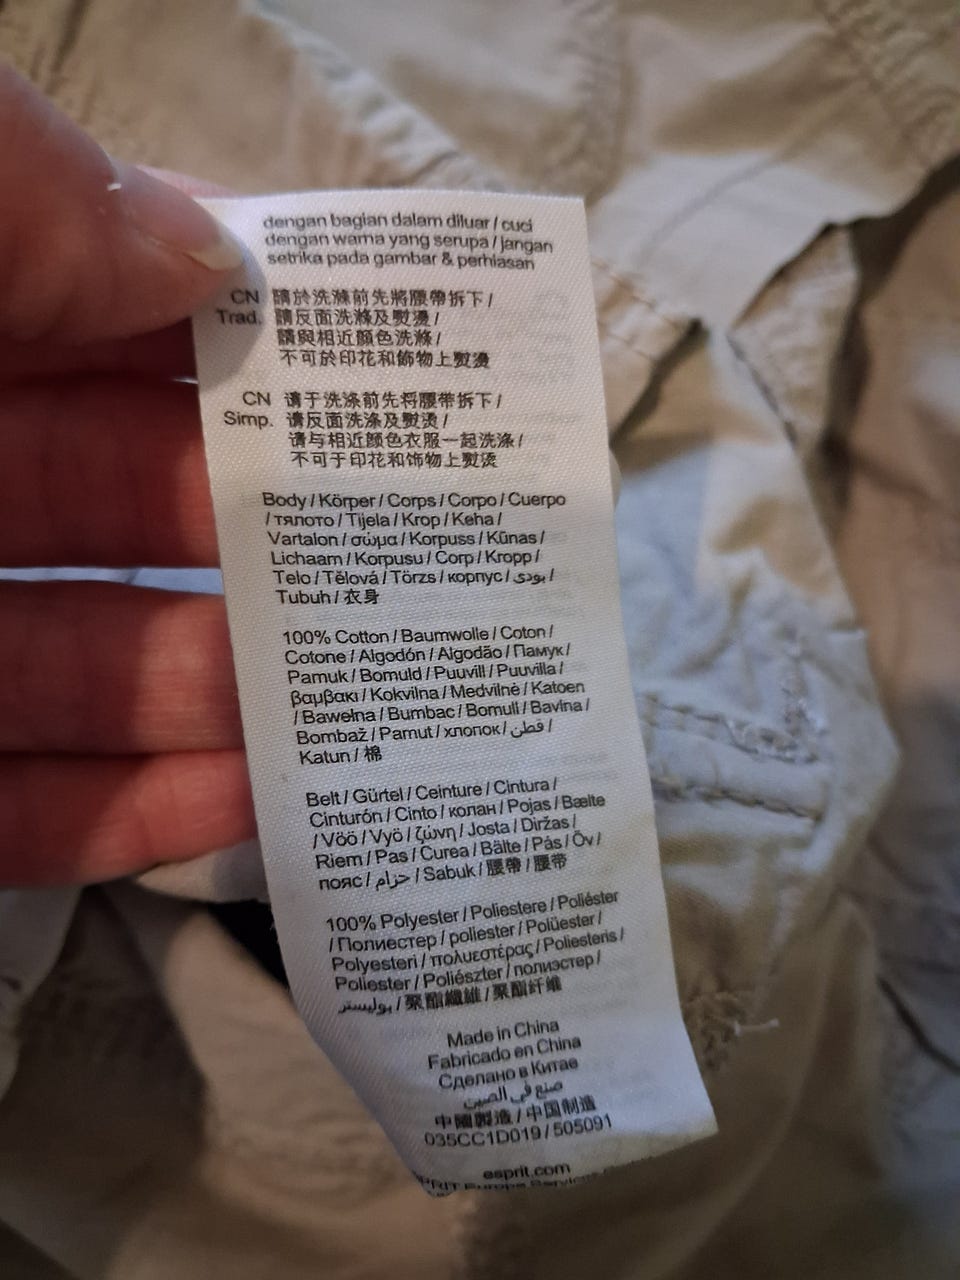 dengan bagian dalam diluar / cuci
dengan warna yang serupa / jangan
setrika pada gambar & perhiasan
CN 請於洗滌前先將腰帶拆下 /
Trad. 請反面洗滌及熨燙 /
請與相近顏色洗滌 /
不可於印花和飾物上熨燙
CN 请于洗涤前先将腰带拆下 /
Simp. 请反面洗涤及熨烫 /
请与相近颜色衣服一起洗涤 /
不可于印花和饰物上熨烫
Body / Körper / Corps / Corpo / Cuerpo
/ тялото / Tijela / Krop / Keha /
Vartalon / σώμα / Korpuss / Kūnas /
Lichaam / Korpusu / Corp / Kropp /
Telo / Tělová / Törzs / корпус / بودی /
Tubuh / 衣身
100% Cotton / Baumwolle / Coton /
Cotone / Algodón / Algodão / Памук /
Pamuk / Bomuld / Puuvill / Puuvilla /
βαμβακι / Kokvilna / Medvilnė / Katoen
/ Bawełna / Bumbac / Bomull / Bavlna /
Bombaž / Pamut / хлопок / قطن /
Katun / 棉
Belt / Gürtel / Ceinture / Cintura /
Cinturón / Cinto / колан / Pojas / Bælte
/ Vöö / Vyö / ζώνη / Josta / Diržas /
Riem / Pas / Curea / Bälte / Pás / Öv /
пояс / حزام / Sabuk / 腰帶 / 腰带
100% Polyester / Poliestere / Poliéster
/ Полиестер / poliester / Polüester /
Polyesteri / πολυεστέρας / Poliesteris /
Poliester / Poliészter / полиэстер /
بوليستر / 聚酯纖維 / 聚酯纤维
Made in China
Fabricado en China
Сделано в Китае
صنع في الصين
中國製造 / 中国制造
035CC1D019 / 505091
esprit.com